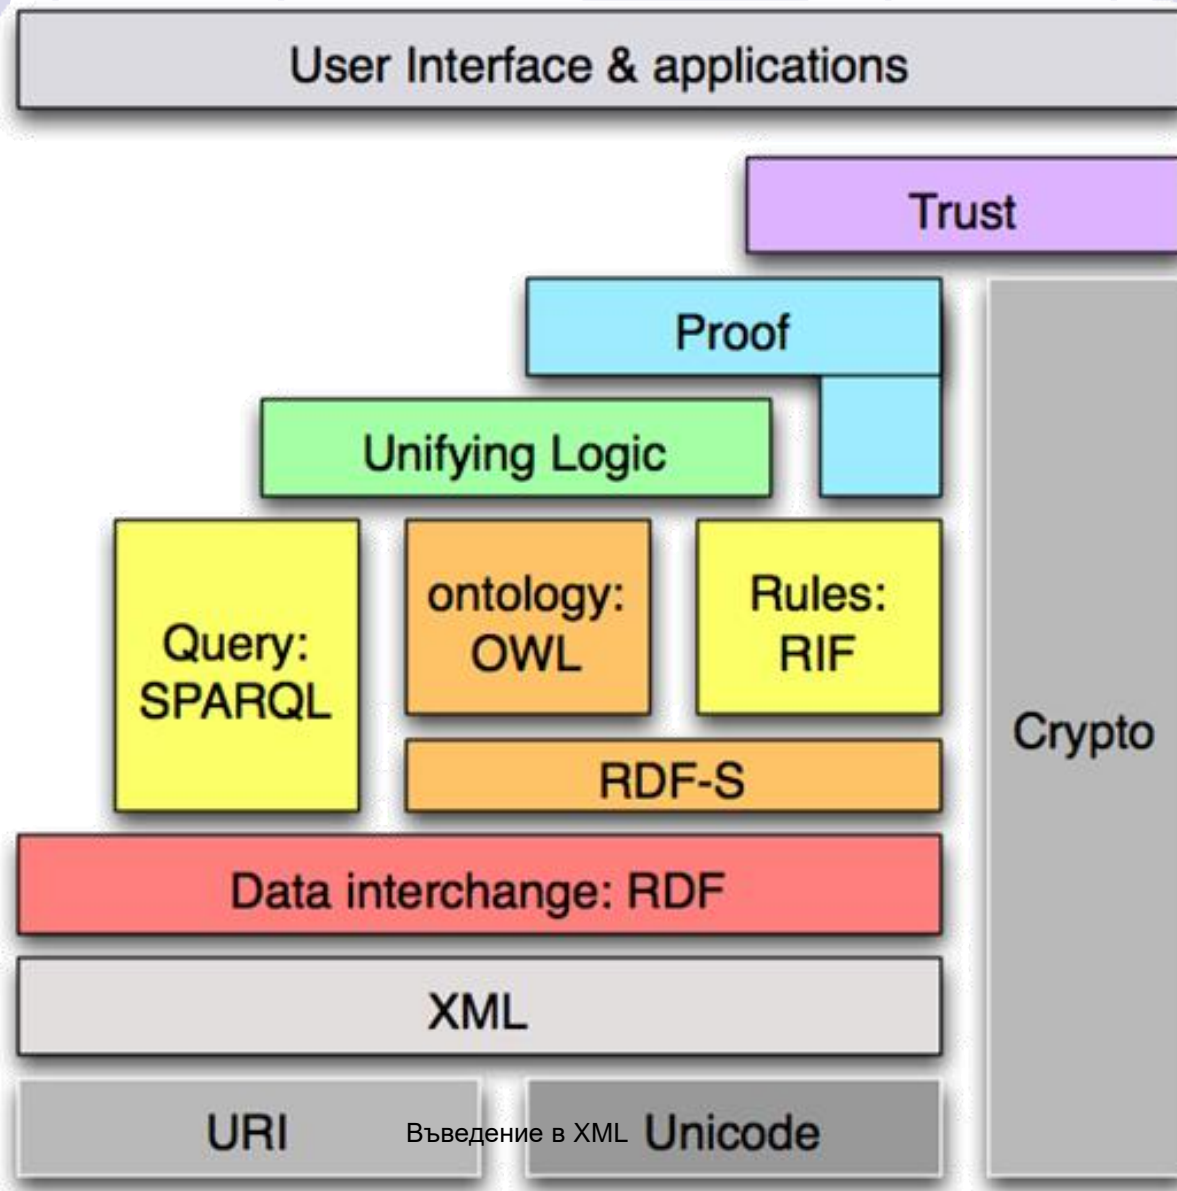 User Interface & applications
Trust
Proof
Unifying Logic
Query:
SPARQL
ontology:
OWL
Rules:
RIF
Crypto
RDF-S
Data interchange: RDF
XML
URI
Въведение в XML
Unicode